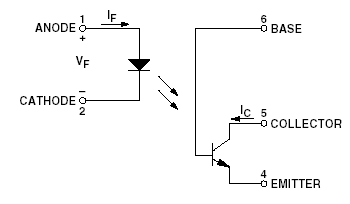 1 I_F
ANODE
+
V_F
−
CATHODE
2
6
BASE
I_C 5
COLLECTOR
4
EMITTER